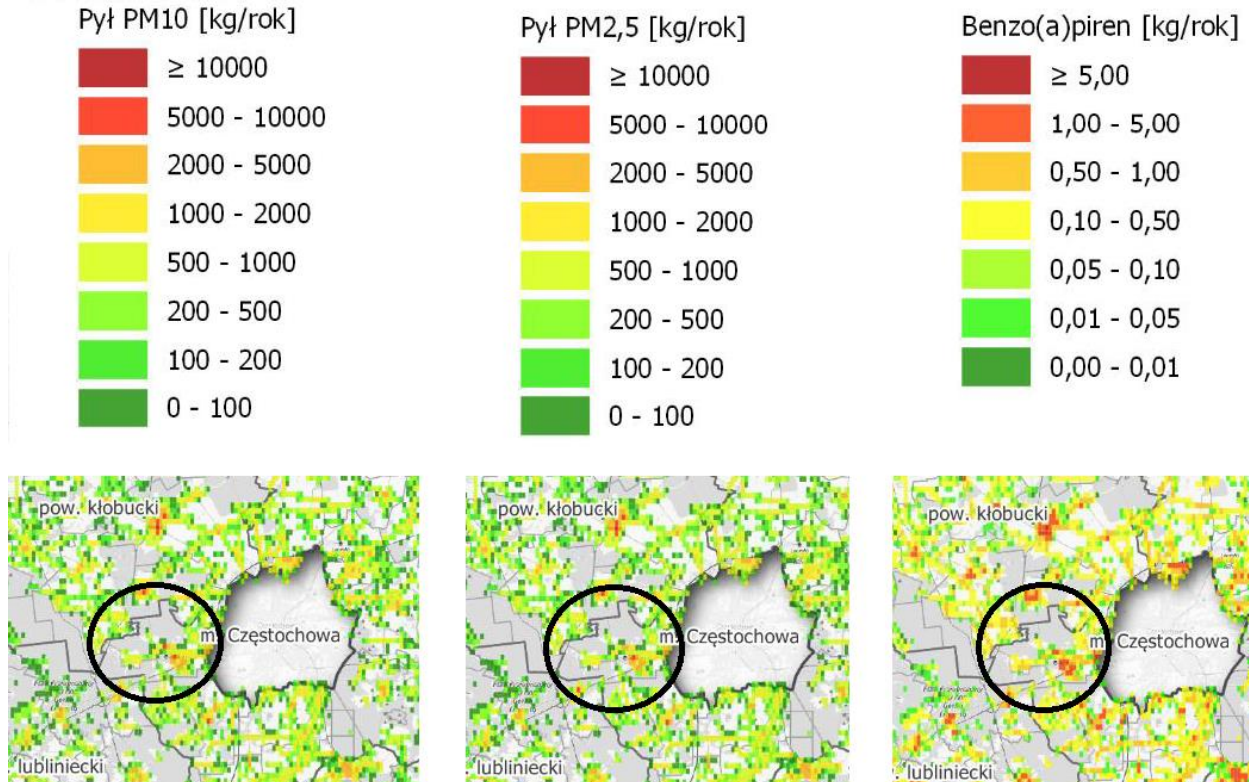 Pył PM10 [kg/rok]
≥ 10000
5000 - 10000
2000 - 5000
1000 - 2000
500 - 1000
200 - 500
100 - 200
0 - 100
Pył PM2,5 [kg/rok]
≥ 10000
5000 - 10000
2000 - 5000
1000 - 2000
500 - 1000
200 - 500
100 - 200
0 - 100
Benzo(a)piren [kg/rok]
≥ 5,00
1,00 - 5,00
0,50 - 1,00
0,10 - 0,50
0,05 - 0,10
0,01 - 0,05
0,00 - 0,01
pow. kłobucki
m. Częstochowa
lubliniecki
pow. kłobucki
m. Częstochowa
. lubliniecki
pow. kłobucki
m. Częstochowa
. lubliniecki